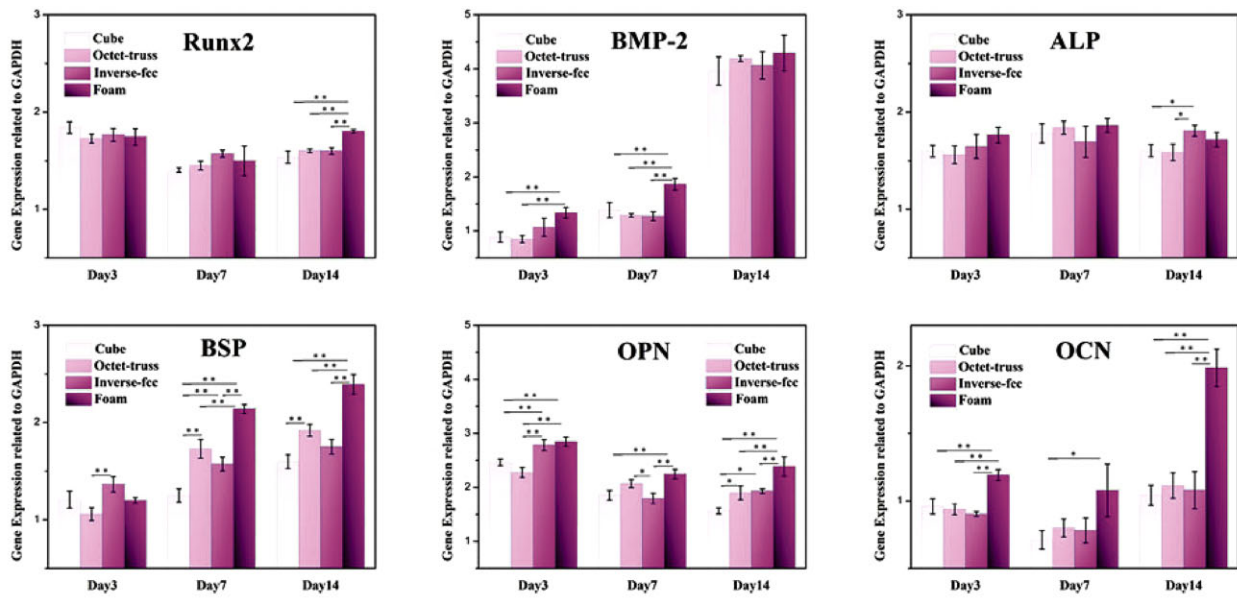 3
Cube
Octet-truss
Inverse-fcc
Foam
Runx2
**
**
**
2
1
Gene Expression related to GAPDH
Day3
Day7
Day14
5
Cube
Octet-truss
Inverse-fcc
Foam
BMP-2
4
3
2
1
**
**
**
**
**
Gene Expression related to GAPDH
Day3
Day7
Day14
3
Cube
Octet-truss
Inverse-fcc
Foam
ALP
*
*
2
1
Gene Expression related to GAPDH
Day3
Day7
Day14
3
Cube
Octet-truss
Inverse-fcc
Foam
BSP
**
**
**
**
** **
**
**
**
**
2
1
Gene Expression related to GAPDH
Day3
Day7
Day14
5
OPN
Cube
Octet-truss
Inverse-fcc
Foam
4
3
2
1
**
**
**
**
**
* **
**
**
* **
*
Gene Expression related to GAPDH
Day3
Day7
Day14
Cube
Octet-truss
Inverse-fcc
Foam
OCN
**
**
**
2
**
**
**
*
1
Gene Expression related to GAPDH
Day3
Day7
Day14